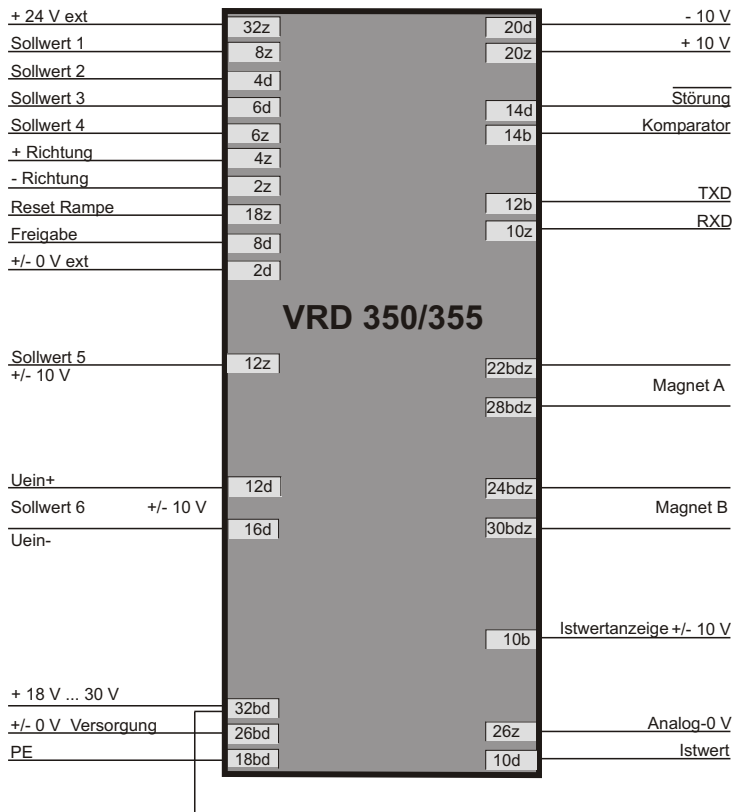 + 24 V ext
32z
Sollwert 1
8z
Sollwert 2
4d
Sollwert 3
6d
Sollwert 4
6z
+ Richtung
4z
- Richtung
2z
Reset Rampe
18z
Freigabe
8d
+/- 0 V ext
2d
20d
- 10 V
20z
+ 10 V
14d
Störung
14b
Komparator
12b
TXD
10z
RXD
VRD 350/355
Sollwert 5
+/- 10 V
12z
22bdz
Magnet A
28bdz
Uein+
12d
Sollwert 6 +/- 10 V
16d
Uein-
24bdz
Magnet B
30bdz
10b
Istwertanzeige +/- 10 V
+ 18 V ... 30 V
32bd
+/- 0 V Versorgung
26bd
PE
18bd
26z
Analog-0 V
10d
Istwert